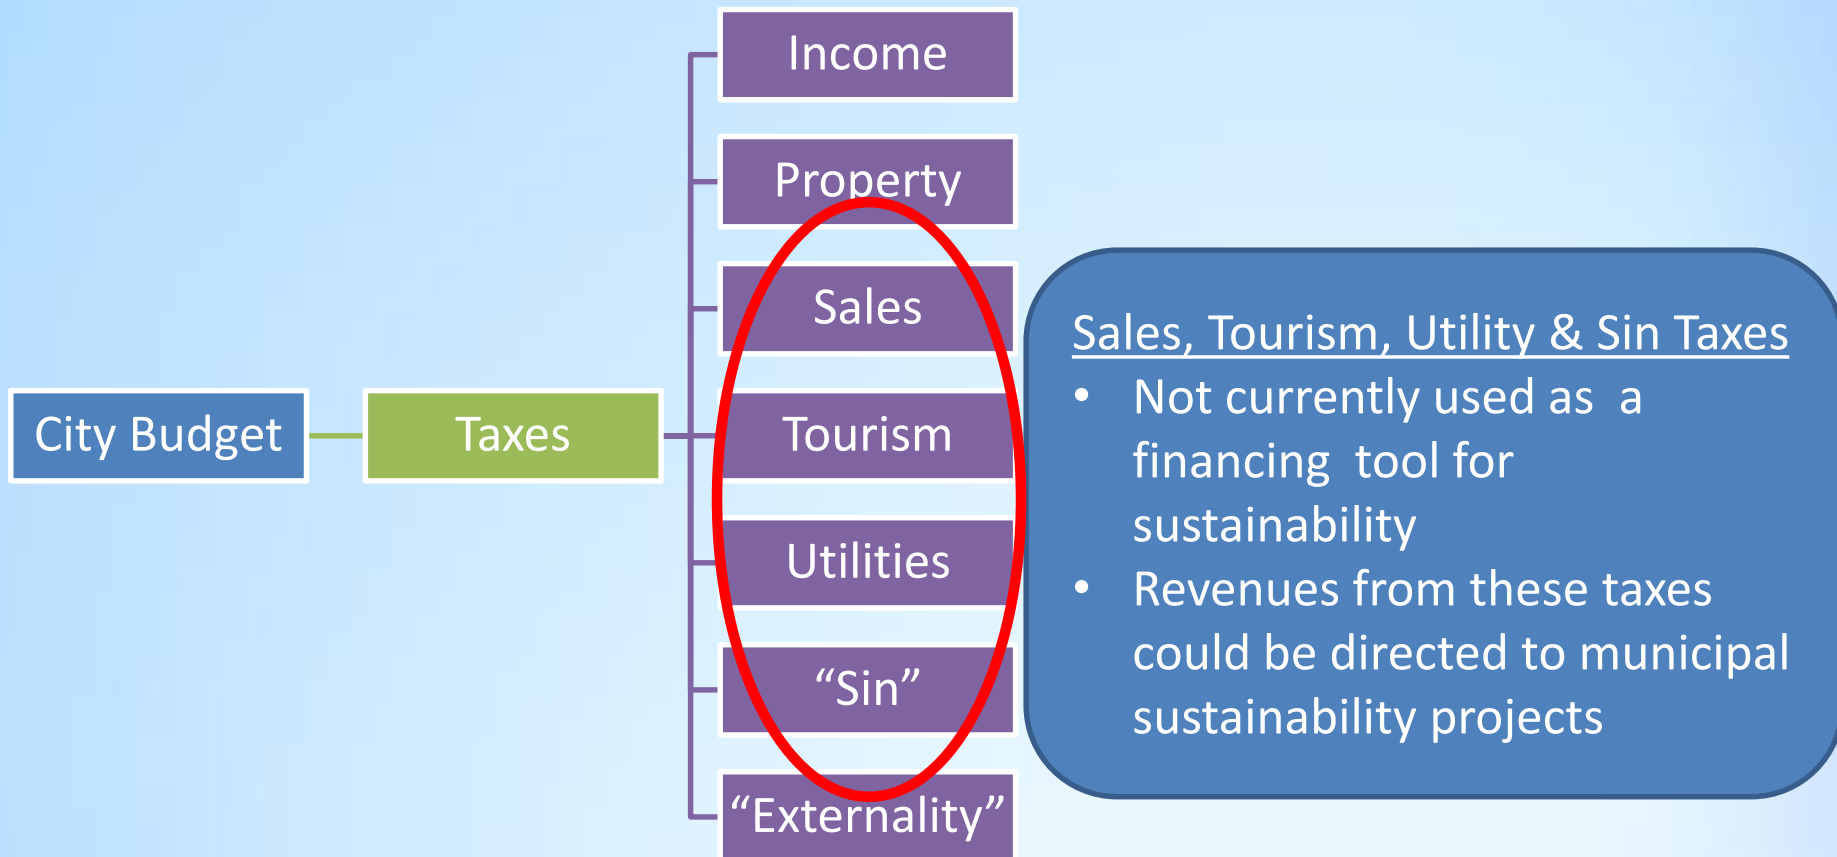 Income
Property
Sales
City Budget
Taxes
Tourism
Utilities
“Sin”
“Externality”
Sales, Tourism, Utility & Sin Taxes
• Not currently used as a
financing tool for
sustainability
• Revenues from these taxes
could be directed to municipal
sustainability projects